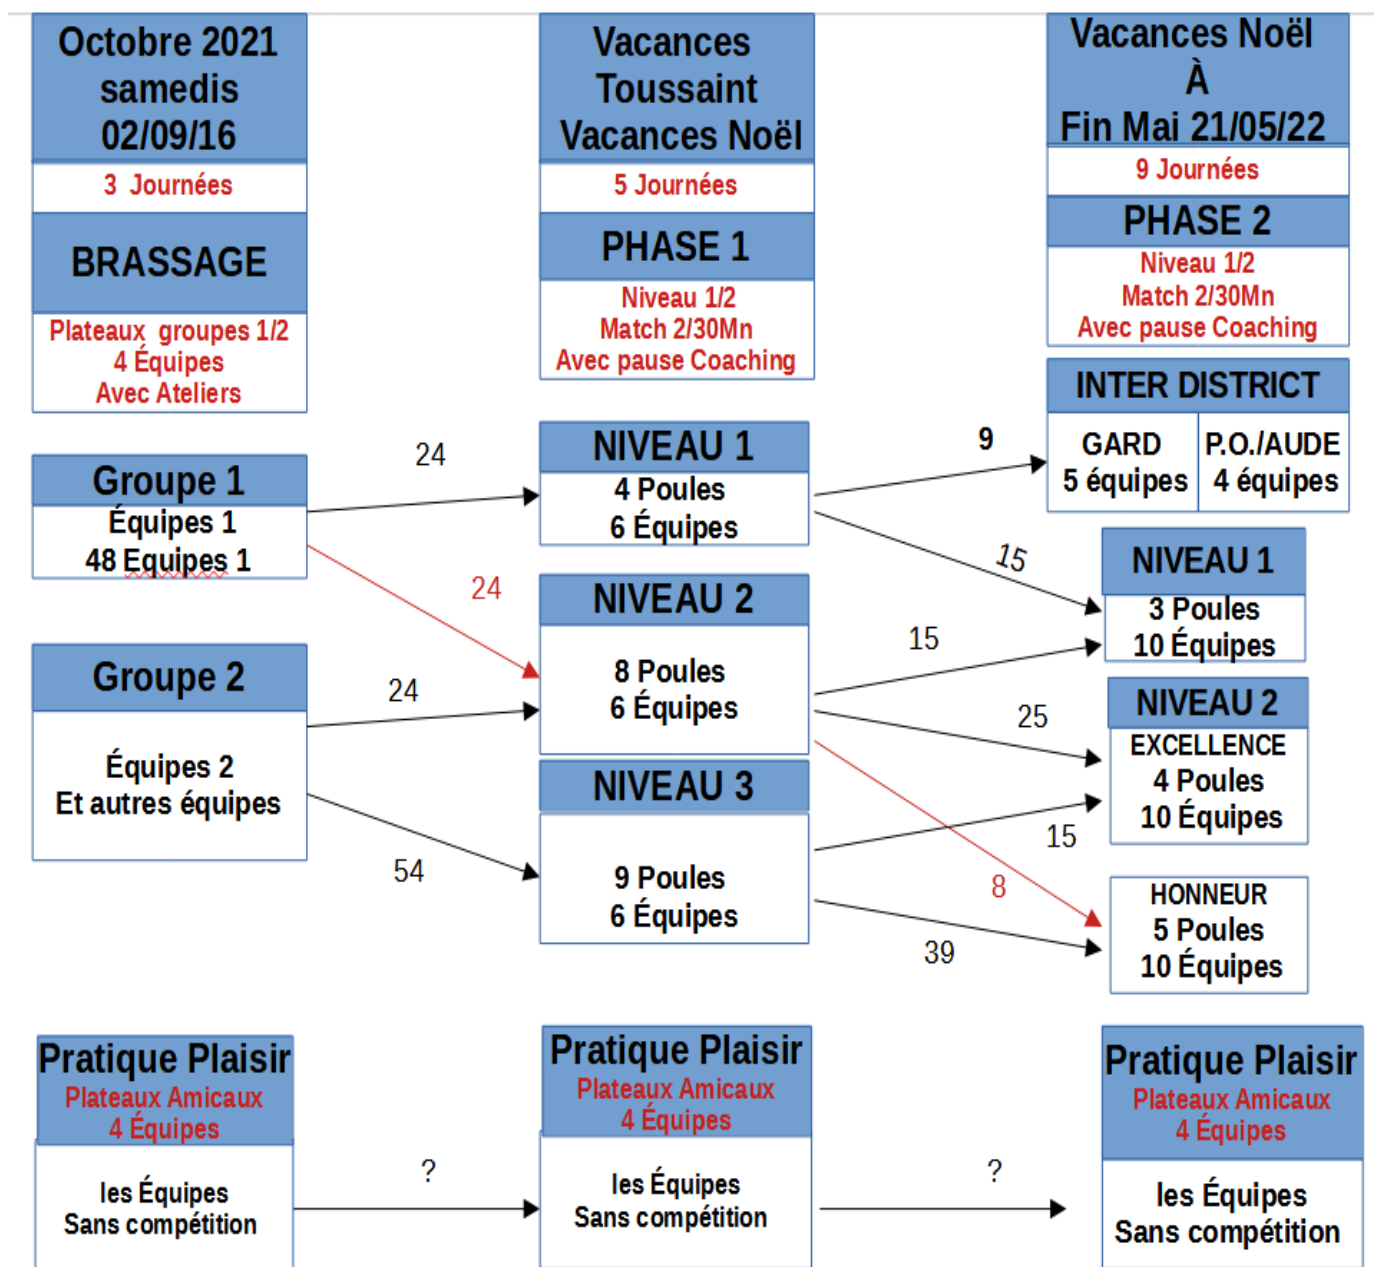 Octobre 2021
samedis
02/09/16
3 Journées
BRASSAGE
Plateaux groupes 1/2
4 Équipes
Avec Ateliers
Vacances
Toussaint
Vacances Noël
5 Journées
PHASE 1
Niveau 1/2
Match 2/30Mn
Avec pause Coaching
Vacances Noël
À
Fin Mai 21/05/22
9 Journées
PHASE 2
Niveau 1/2
Match 2/30Mn
Avec pause Coaching
INTER DISTRICT
GARD
5 équipes
P.O./AUDE
4 équipes
Groupe 1
Équipes 1
48 Equipes 1
24
24
NIVEAU 1
4 Poules
6 Équipes
9
15
NIVEAU 1
3 Poules
10 Équipes
Groupe 2
Équipes 2
Et autres équipes
24
54
NIVEAU 2
8 Poules
6 Équipes
15
25
8
NIVEAU 2
EXCELLENCE
4 Poules
10 Équipes
NIVEAU 3
9 Poules
6 Équipes
15
39
HONNEUR
5 Poules
10 Équipes
Pratique Plaisir
Plateaux Amicaux
4 Équipes
les Équipes
Sans compétition
?
Pratique Plaisir
Plateaux Amicaux
4 Équipes
les Équipes
Sans compétition
?
Pratique Plaisir
Plateaux Amicaux
4 Équipes
les Équipes
Sans compétition